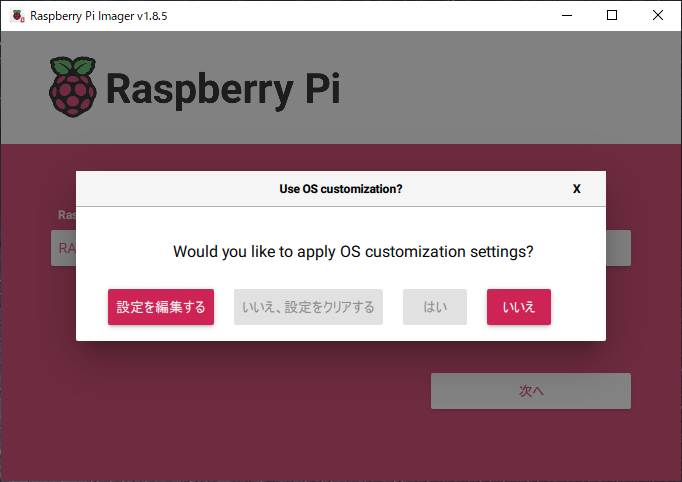 Raspberry Pi Imager v1.8.5
Raspberry Pi
Use OS customization?
X
Ras
RA
Would you like to apply OS customization settings?
設定を編集する
いいえ、設定をクリアする
はい
いいえ
次へ